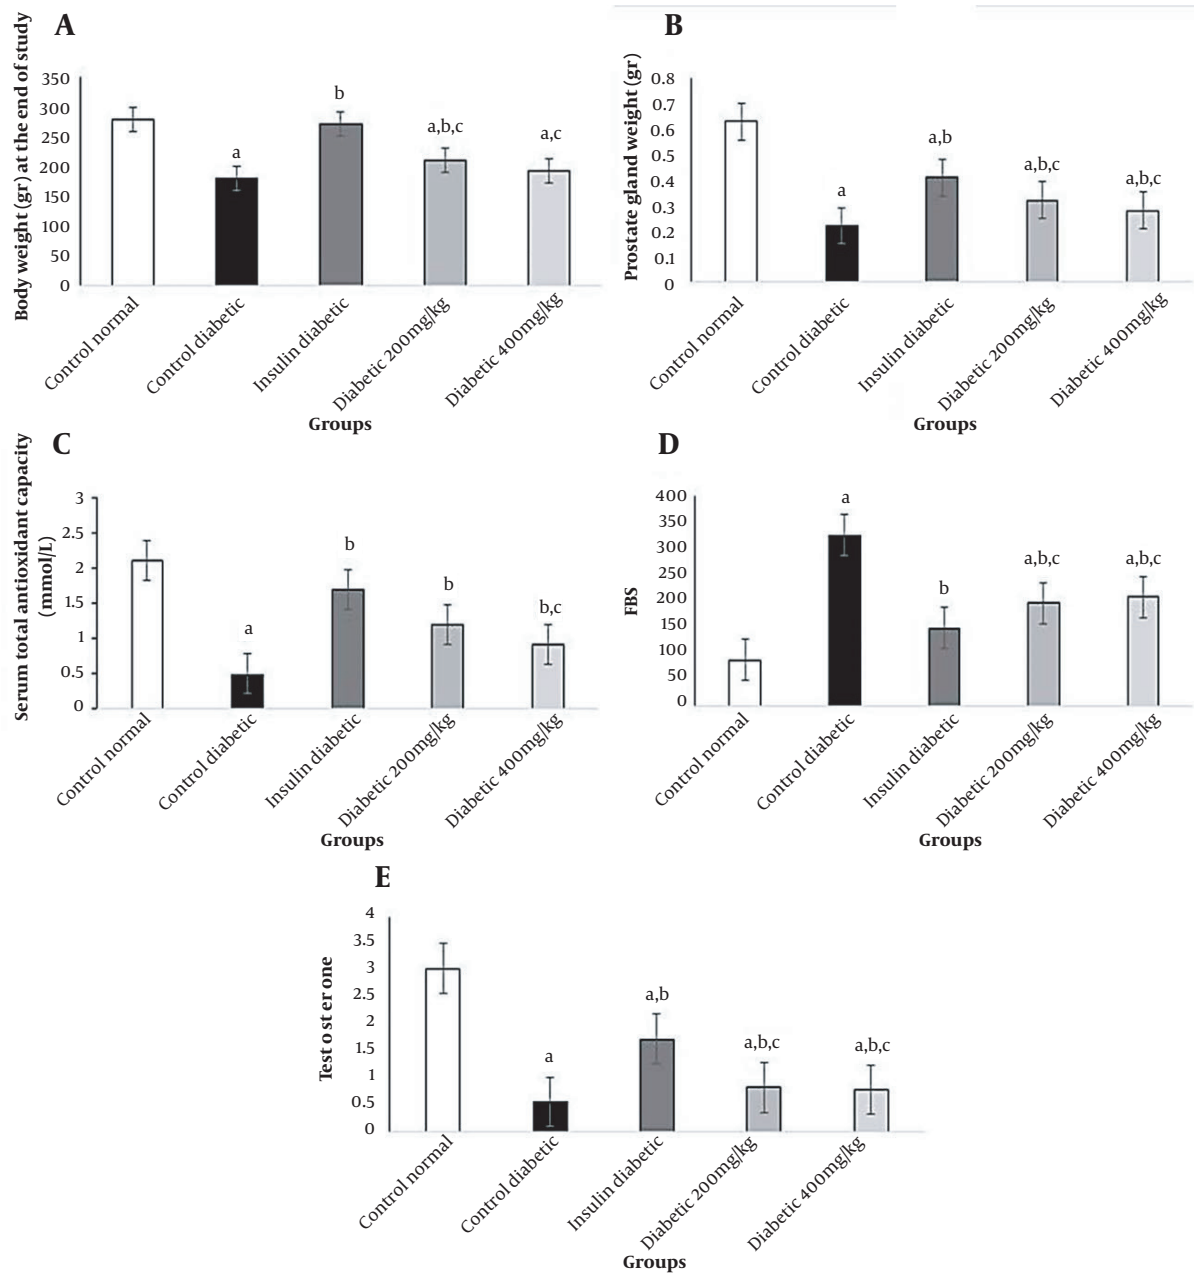 A
Body weight (gr) at the end of study
350
300
250
200
150
100
50
0
a
b
a,b,c
a,c
Control normal
Control diabetic
Insulin diabetic
Diabetic 200mg/kg
Diabetic 400mg/kg
Groups
B
Prostate gland weight (gr)
0.8
0.7
0.6
0.5
0.4
0.3
0.2
0.1
0
a
a,b
a,b,c
a,b,c
Control normal
Control diabetic
Insulin diabetic
Diabetic 200mg/kg
Diabetic 400mg/kg
Groups
C
Serum total antioxidant capacity
(mmol/L)
3
2.5
2
1.5
1
0.5
0
a
b
b
b,c
Control normal
Control diabetic
Insulin diabetic
Diabetic 200mg/kg
Diabetic 400mg/kg
Groups
D
FBS
400
350
300
250
200
150
100
50
0
a
b
a,b,c
a,b,c
Control normal
Control diabetic
Insulin diabetic
Diabetic 200mg/kg
Diabetic 400mg/kg
Groups
E
Test o st er one
4
3.5
3
2.5
2
1.5
1
0.5
0
a
a,b
a,b,c
a,b,c
Control normal
Control diabetic
Insulin diabetic
Diabetic 200mg/kg
Diabetic 400mg/kg
Groups